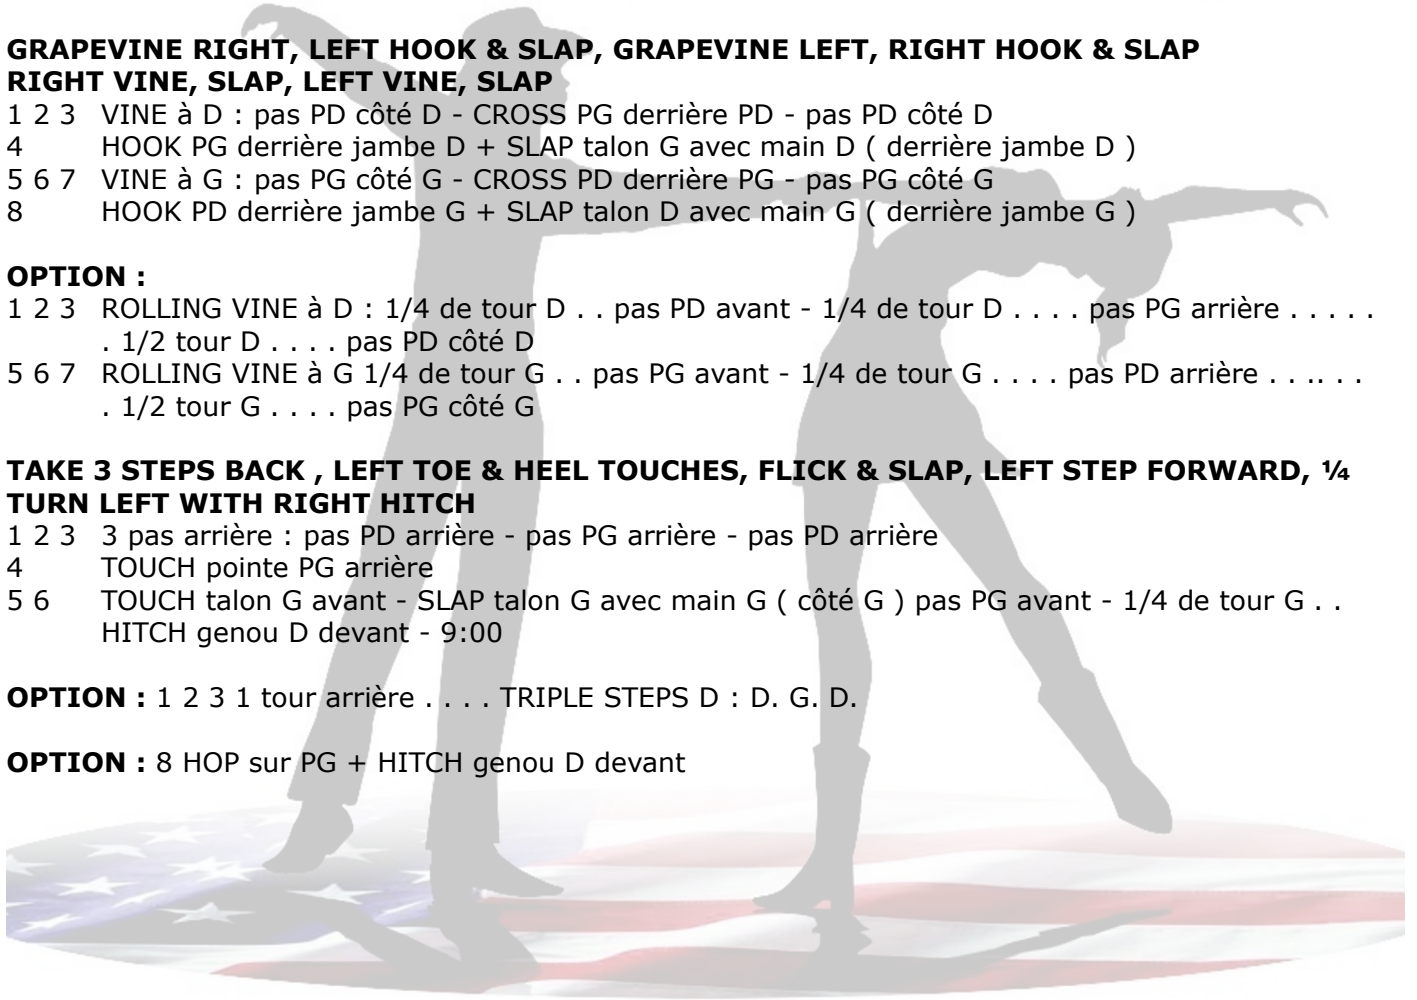 GRAPEVINE RIGHT, LEFT HOOK & SLAP, GRAPEVINE LEFT, RIGHT HOOK & SLAP
RIGHT VINE, SLAP, LEFT VINE, SLAP
1 2 3 VINE à D : pas PD côté D - CROSS PG derrière PD - pas PD côté D
4 HOOK PG derrière jambe D + SLAP talon G avec main D ( derrière jambe D )
5 6 7 VINE à G : pas PG côté G - CROSS PD derrière PG - pas PG côté G
8 HOOK PD derrière jambe G + SLAP talon D avec main G ( derrière jambe G )
OPTION :
1 2 3 ROLLING VINE à D : 1/4 de tour D . . pas PD avant - 1/4 de tour D . . . . pas PG arrière . . . . .
. 1/2 tour D . . . . pas PD côté D
5 6 7 ROLLING VINE à G 1/4 de tour G . . pas PG avant - 1/4 de tour G . . . . pas PD arrière . . .. . .
. 1/2 tour G . . . . pas PG côté G
TAKE 3 STEPS BACK , LEFT TOE & HEEL TOUCHES, FLICK & SLAP, LEFT STEP FORWARD, ¼
TURN LEFT WITH RIGHT HITCH
1 2 3 3 pas arrière : pas PD arrière - pas PG arrière - pas PD arrière
4 TOUCH pointe PG arrière
5 6 TOUCH talon G avant - SLAP talon G avec main G ( côté G ) pas PG avant - 1/4 de tour G . .
HITCH genou D devant - 9:00
OPTION : 1 2 3 1 tour arrière . . . . TRIPLE STEPS D : D. G. D.
OPTION : 8 HOP sur PG + HITCH genou D devant